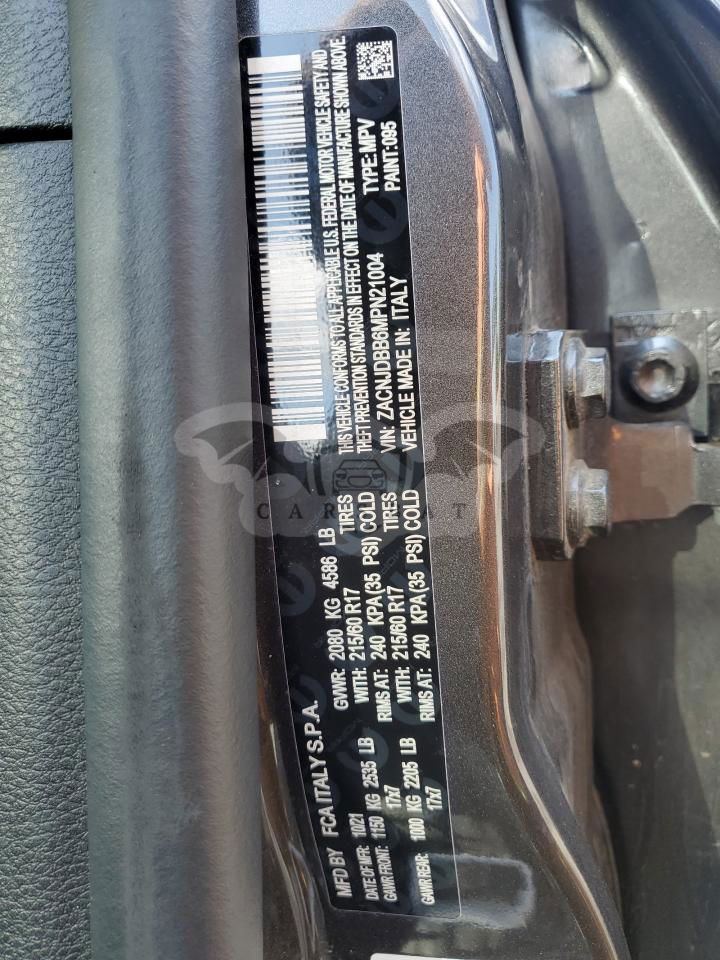 MFD BY FCA ITALY S.P.A.
DATE OF MFR: 10/21 GVWR: 2080 KG 4586 LB
GAWR FRONT: 1150 KG 2535 LB WITH: 215/60 R17 TIRES
17x7 RIMS AT: 240 KPA (35 PSI) COLD
GAWR REAR: 1000 KG 2205 LB WITH: 215/60 R17 TIRES
17x7 RIMS AT: 240 KPA (35 PSI) COLD
THIS VEHICLE CONFORMS TO ALL APPLICABLE U.S. FEDERAL MOTOR VEHICLE SAFETY AND
THEFT PREVENTION STANDARDS IN EFFECT ON THE DATE OF MANUFACTURE SHOWN ABOVE.
VIN: ZACNJDBB6MPN21004 TYPE: MPV
VEHICLE MADE IN: ITALY PAINT: 095